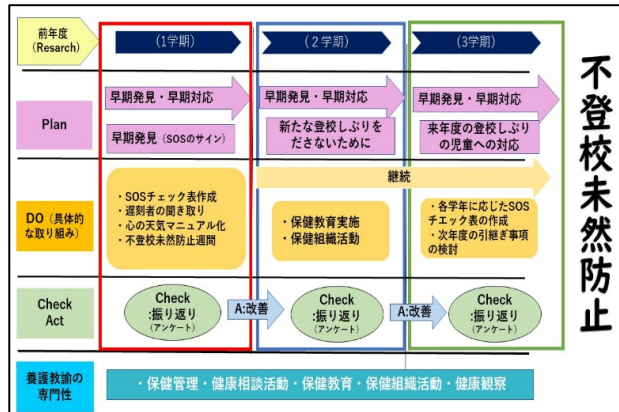 前年度
(Resarch)
(1学期)
(2学期)
(3学期)
不登校未然防止
Plan
早期発見・早期対応
早期発見・早期対応
早期発見・早期対応
早期発見(SOSのサイン)
新たな登校しぶりを
ださないために
来年度の登校しぶり
の児童への対応
継続
DO(具体的
な取り組み)
・SOSチェック表作成
・遅刻者の聞き取り
・心の天気マニュアル化
・不登校未然防止週間
・保健教育実施
・保健組織活動
・各学年に応じたSOS
チエック表の作成
・次年度の引継ぎ事項
の検討
Check
Act
Check
:振り返り
(アンケート)
A:改善
Check
:振り返り
(アンケート)
A:改善
Check
:振り返り
(アンケート)
養護教諭の
専門性
・保健管理・健康相談活動・保健教育・保健組織活動・健康観察